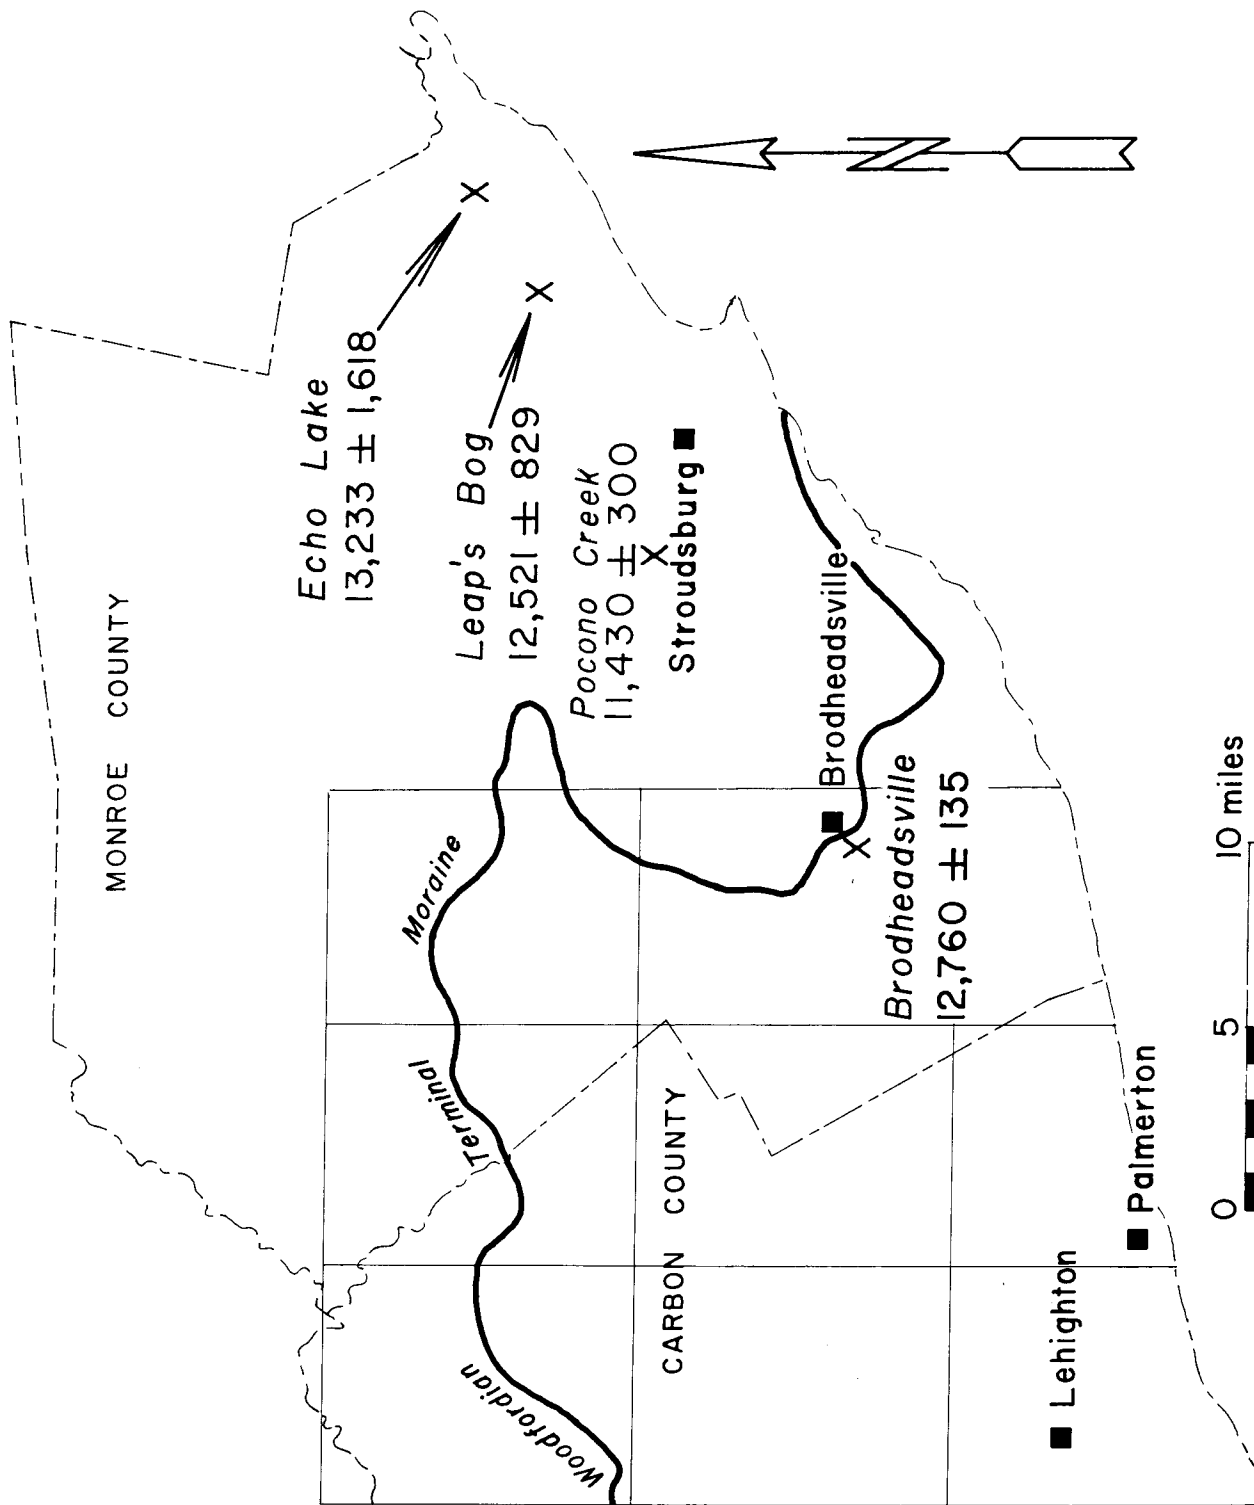 MONROE COUNTY
Echo Lake
13,233 ± 1,618
Leap's Bog
12,521 ± 829
Pocono Creek
11,430 ± 300
X
X
X
Stroudsburg
Woodfordian Terminal Moraine
Brodheadsville
X
Brodheadsville
12,760 ± 135
CARBON COUNTY
Lehighton
Palmerton
N
0 5 10 miles